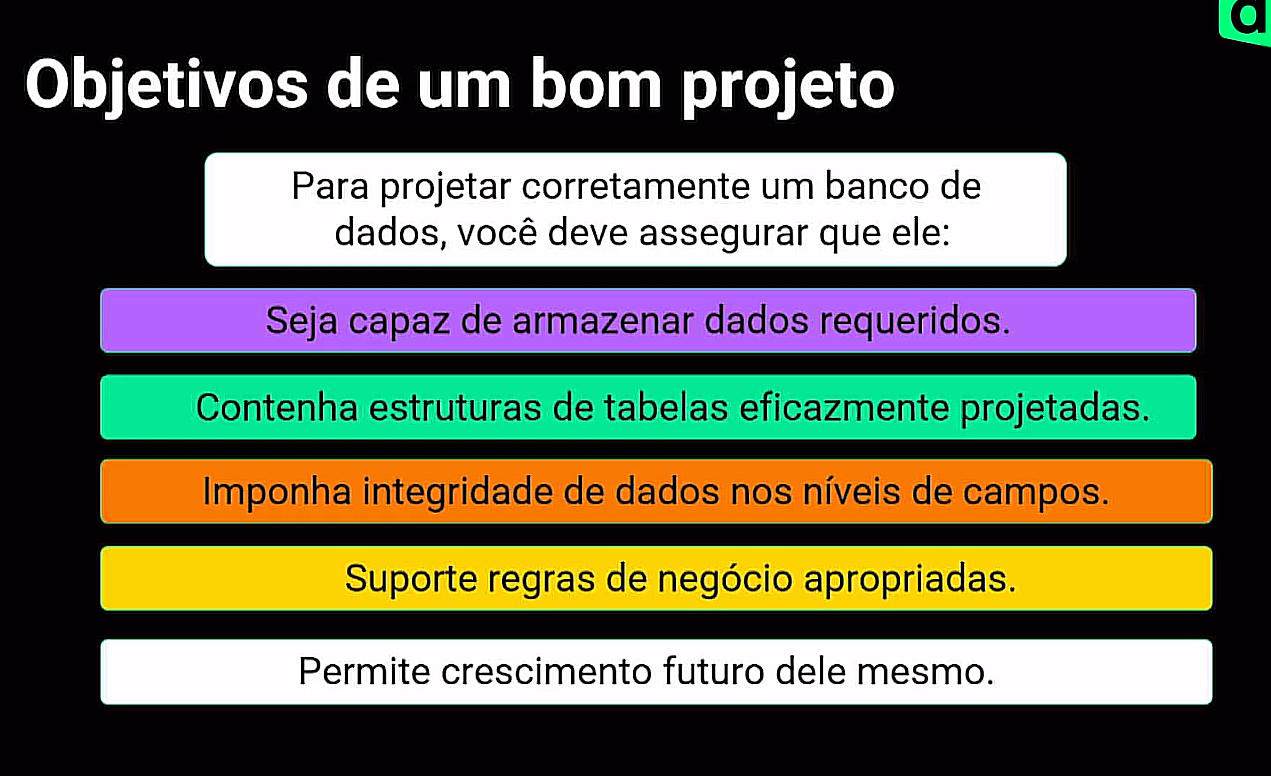 d
Objetivos de um bom projeto
Para projetar corretamente um banco de
dados, você deve assegurar que ele:
Seja capaz de armazenar dados requeridos.
Contenha estruturas de tabelas eficazmente projetadas.
Imponha integridade de dados nos níveis de campos.
Suporte regras de negócio apropriadas.
Permite crescimento futuro dele mesmo.